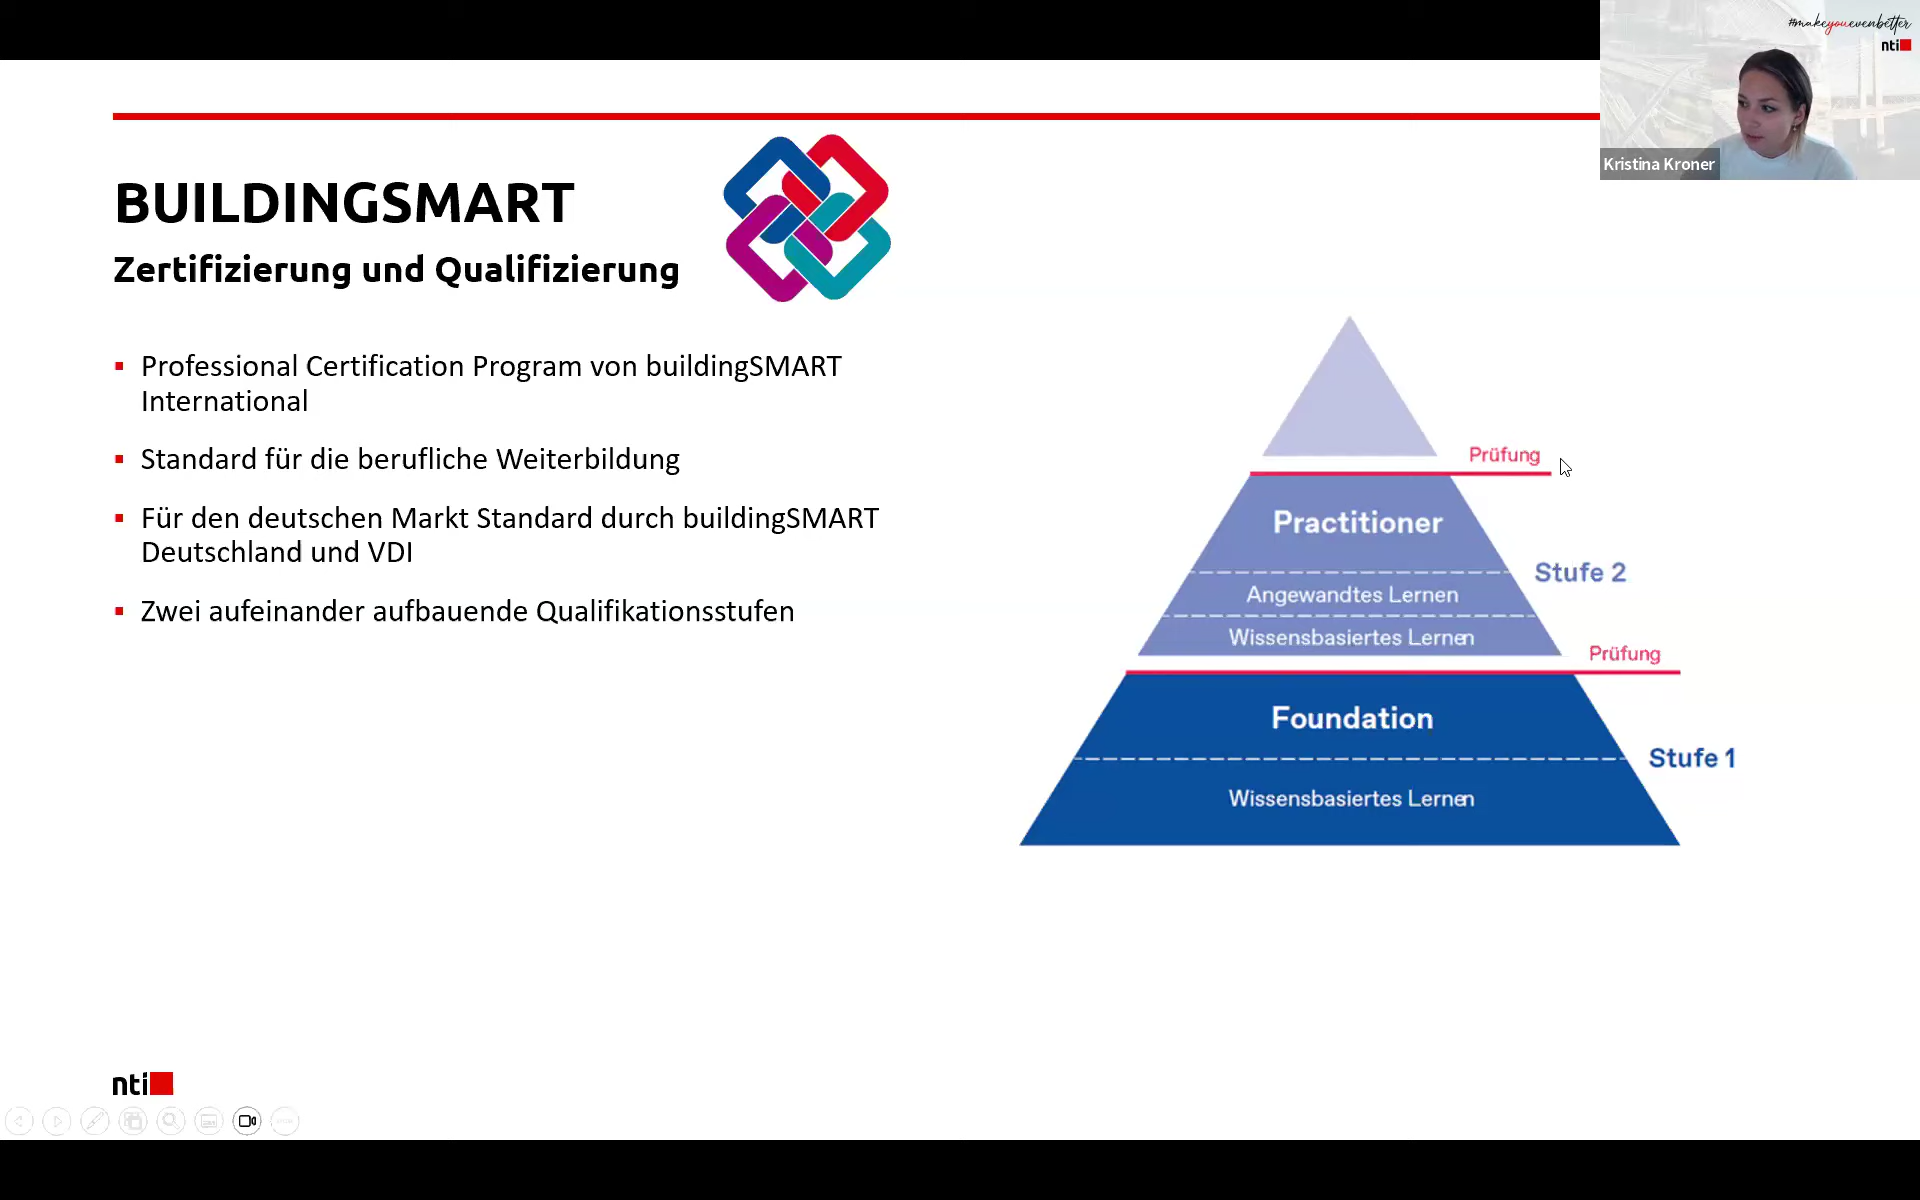 #makeyouevenbetter
nti
Kristina Kroner
BUILDINGSMART
Zertifizierung und Qualifizierung
▪ Professional Certification Program von buildingSMART
International
▪ Standard für die berufliche Weiterbildung
▪ Für den deutschen Markt Standard durch buildingSMART
Deutschland und VDI
▪ Zwei aufeinander aufbauende Qualifikationsstufen
Prüfung
Practitioner
Stufe 2
Angewandtes Lernen
Wissensbasiertes Lernen
Prüfung
Foundation
Stufe 1
Wissensbasiertes Lernen
nti